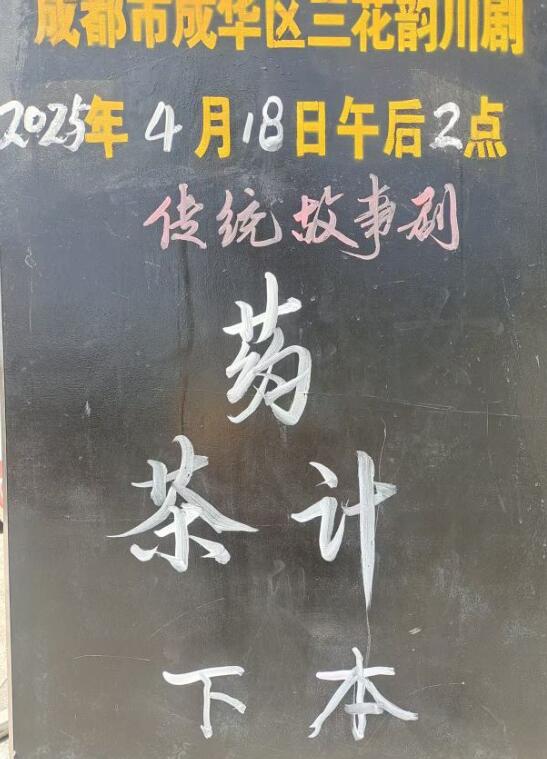 成都市成华区三花韵川剧
2025年4月18日午后2点
传统故事剧
药
茶计
下本